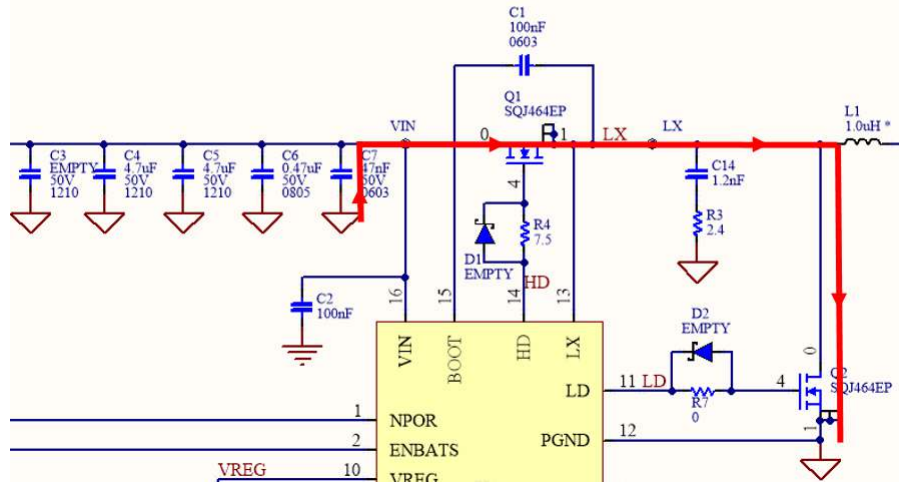 C1
100nF
0603
Q1
SQJ464EP
VIN
0
1
LX
LX
L1
1.0uH *
C3
EMPTY
50V
1210
C4
4.7uF
50V
1210
C5
4.7uF
50V
1210
C6
0.47uF
50V
0805
C7
47nF
50V
0603
4
C14
1.2nF
R4
7.5
R3
2.4
D1
EMPTY
HD
C2
100nF
16
15
14
13
D2
EMPTY
VIN
BOOT
HD
LX
0
Q2
SQJ464EP
LD
11
LD
4
R7
0
1
NPOR
PGND
12
1
2
ENBATS
VREG
10
VREG